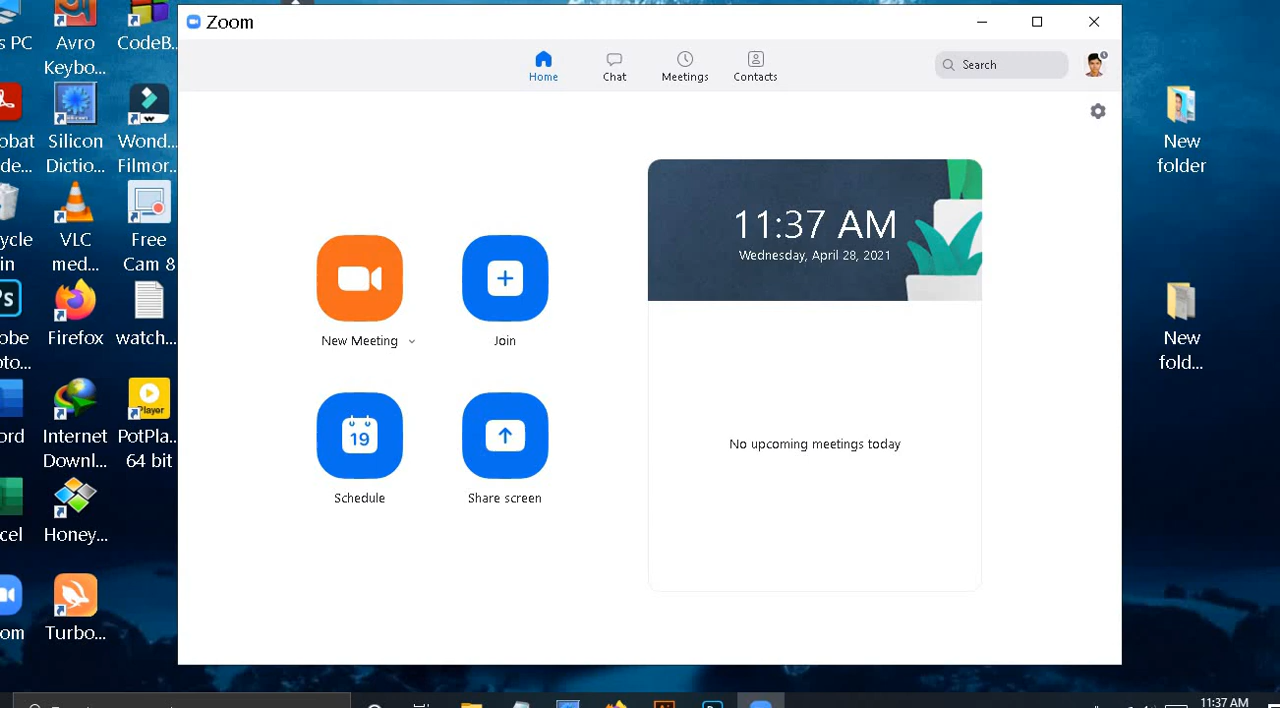 Zoom
Home
Chat
Meetings
Contacts
Search
11:37 AM
Wednesday, April 28, 2021
No upcoming meetings today
New Meeting
Join
19
Schedule
Share screen
s PC
Avro
Keybo...
CodeB...
obat
de...
Silicon
Dictio...
Wond...
Filmor...
ycle
in
VLC
med...
Free
Cam 8
obe
oto...
Firefox
watch...
ord
Internet
Downl...
Player
PotPla...
64 bit
cel
Honey...
om
Turbo...
New
folder
New
fold...
11:37 AM